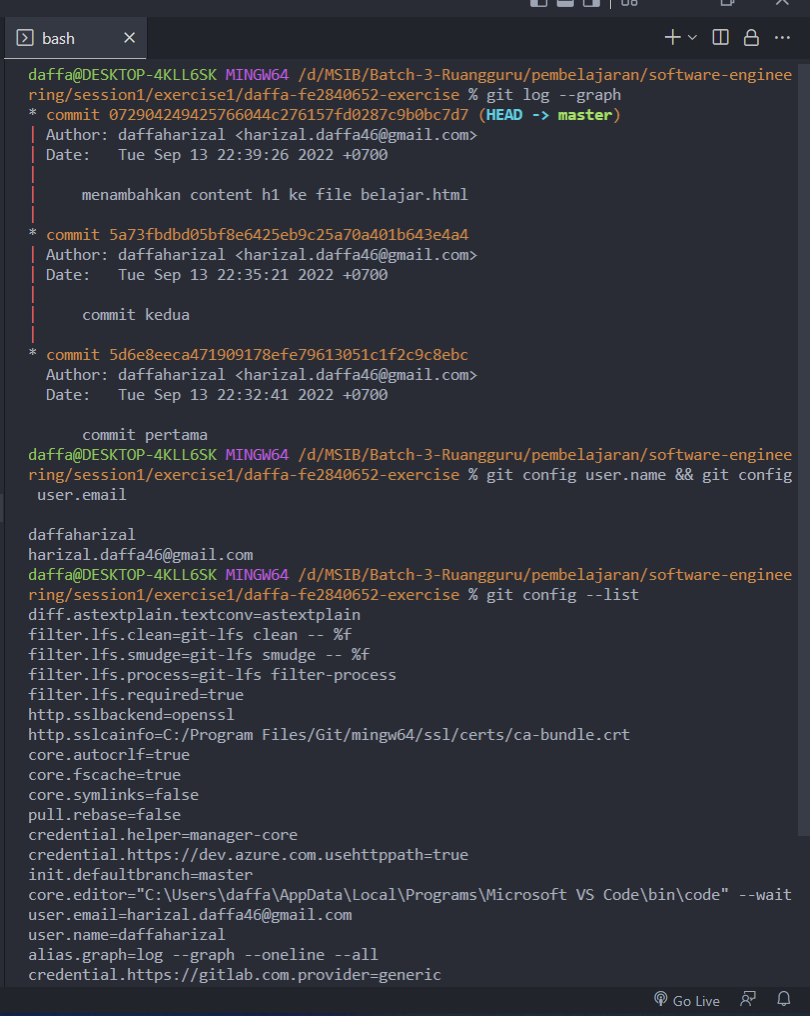 bash
daffa@DESKTOP-4KLL6SK MINGW64 /d/MSIB/Batch-3-Ruangguru/pembelajaran/software-enginee
ring/session1/exercise1/daffa-fe2840652-exercise % git log --graph
* commit 072904249425766044c276157fd0287c9b0bc7d7 (HEAD -> master)
| Author: daffaharizal <harizal.daffa46@gmail.com>
| Date:   Tue Sep 13 22:39:26 2022 +0700
|
|     menambahkan content h1 ke file belajar.html
|
* commit 5a73fbdbd05bf8e6425eb9c25a70a401b643e4a4
| Author: daffaharizal <harizal.daffa46@gmail.com>
| Date:   Tue Sep 13 22:35:21 2022 +0700
|
|     commit kedua
|
* commit 5d6e8eeca471909178efe79613051c1f2c9c8ebc
  Author: daffaharizal <harizal.daffa46@gmail.com>
  Date:   Tue Sep 13 22:32:41 2022 +0700

      commit pertama
daffa@DESKTOP-4KLL6SK MINGW64 /d/MSIB/Batch-3-Ruangguru/pembelajaran/software-enginee
ring/session1/exercise1/daffa-fe2840652-exercise % git config user.name && git config
 user.email

daffaharizal
harizal.daffa46@gmail.com
daffa@DESKTOP-4KLL6SK MINGW64 /d/MSIB/Batch-3-Ruangguru/pembelajaran/software-enginee
ring/session1/exercise1/daffa-fe2840652-exercise % git config --list
diff.astextplain.textconv=astextplain
filter.lfs.clean=git-lfs clean -- %f
filter.lfs.smudge=git-lfs smudge -- %f
filter.lfs.process=git-lfs filter-process
filter.lfs.required=true
http.sslbackend=openssl
http.sslcainfo=C:/Program Files/Git/mingw64/ssl/certs/ca-bundle.crt
core.autocrlf=true
core.fscache=true
core.symlinks=false
pull.rebase=false
credential.helper=manager-core
credential.https://dev.azure.com.usehttppath=true
init.defaultbranch=master
core.editor="C:\Users\daffa\AppData\Local\Programs\Microsoft VS Code\bin\code" --wait
user.email=harizal.daffa46@gmail.com
user.name=daffaharizal
alias.graph=log --graph --oneline --all
credential.https://gitlab.com.provider=generic
Go Live